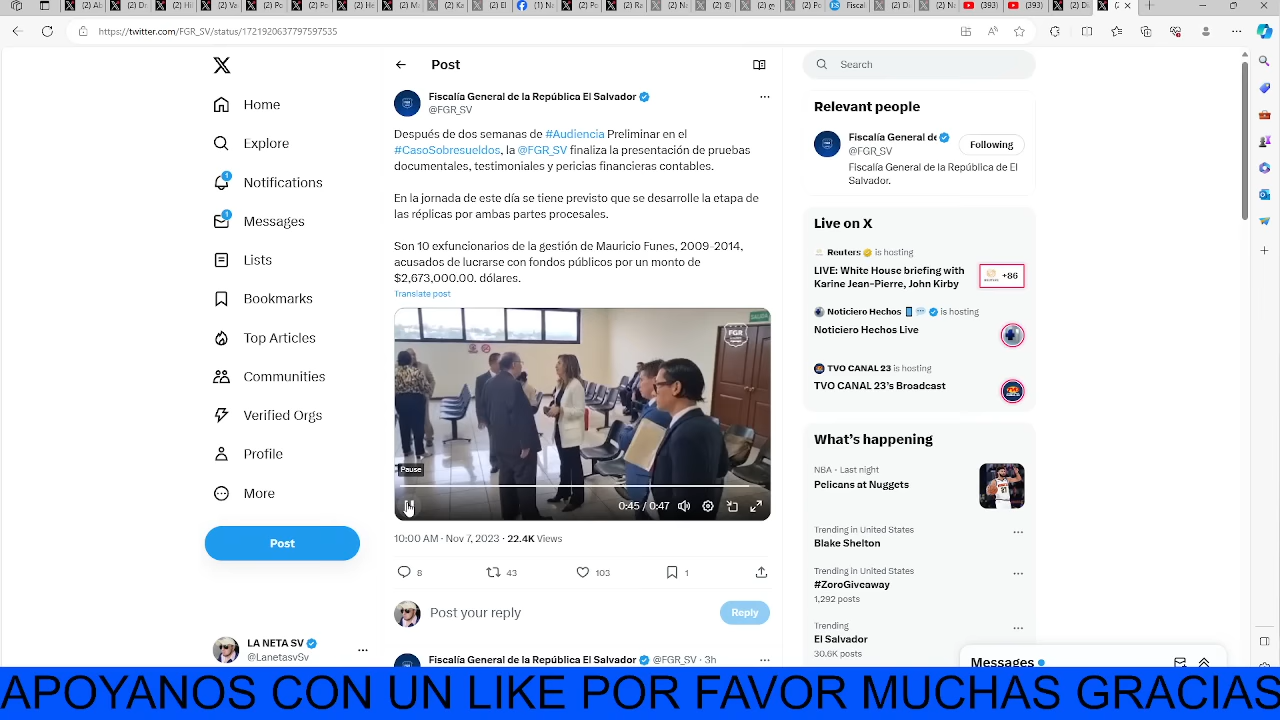 https://twitter.com/FGR_SV/status/1721920637797597535
Home
Explore
Notifications
Messages
Lists
Bookmarks
Top Articles
Communities
Verified Orgs
Profile
More
Post
LA NETA SV
@LanetasvSv
Post
Fiscalía General de la República El Salvador
@FGR_SV
Después de dos semanas de #Audiencia Preliminar en el
#CasoSobresueldos, la @FGR_SV finaliza la presentación de pruebas
documentales, testimoniales y pericias financieras contables.
En la jornada de este día se tiene previsto que se desarrolle la etapa de
las réplicas por ambas partes procesales.
Son 10 exfuncionarios de la gestión de Mauricio Funes, 2009-2014,
acusados de lucrarse con fondos públicos por un monto de
$2,673,000.00, dólares.
Translate post
SALIDA
FGR
Pause
0:45 / 0:47
10:00 AM · Nov 7, 2023 · 22.4K Views
8 43 103 1
Post your reply
Reply
Fiscalía General de la República El Salvador @FGR_SV · 3h
Search
Relevant people
Fiscalía General de
@FGR_SV
Following
Fiscalía General de la República de El
Salvador.
Live on X
Reuters is hosting
LIVE: White House briefing with
Karine Jean-Pierre, John Kirby
+86
Noticiero Hechos is hosting
Noticiero Hechos Live
TVO CANAL 23 is hosting
TVO CANAL 23's Broadcast
What's happening
NBA · Last night
Pelicans at Nuggets
Trending in United States
Blake Shelton
Trending in United States
#ZoroGiveaway
1,292 posts
Trending
El Salvador
30.6K posts
Messages
APOYANOS CON UN LIKE POR FAVOR MUCHAS GRACIAS